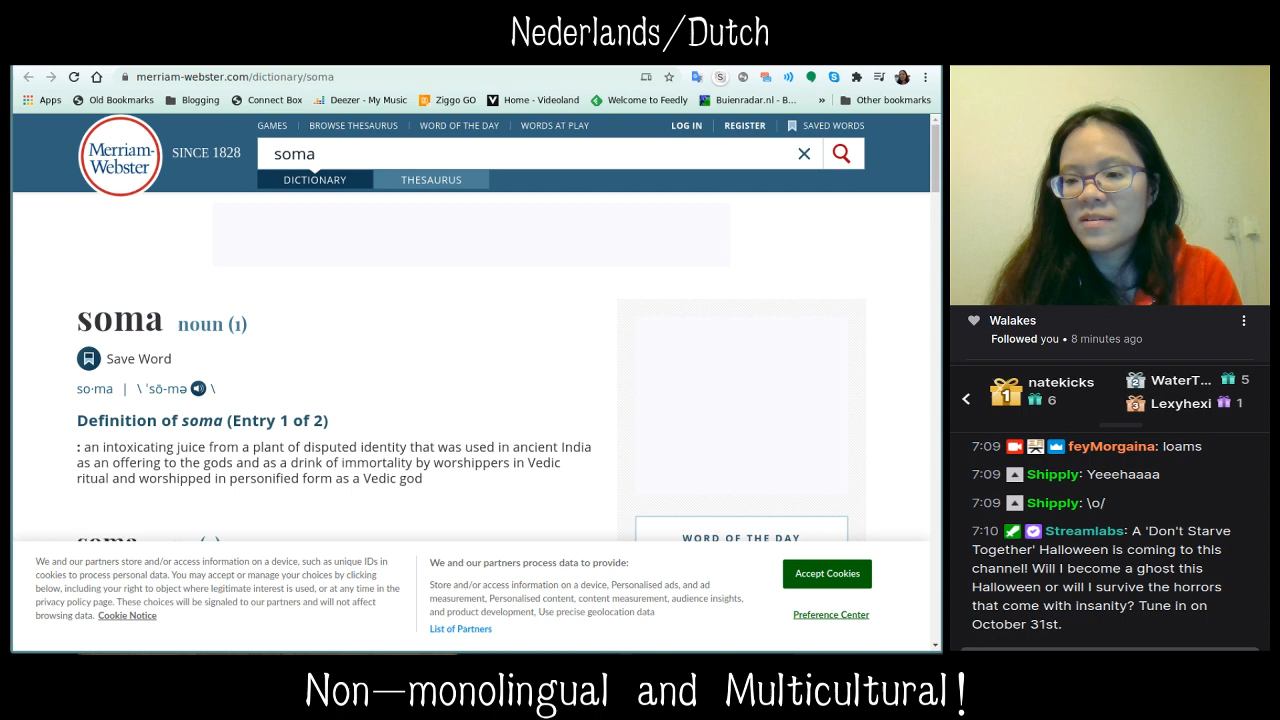 Nederlands/Dutch
merriam-webster.com/dictionary/soma
Apps Old Bookmarks Blogging Connect Box Deezer - My Music Ziggo GO Home - Videoland Welcome to Feedly Buienradar.nl - B... » Other bookmarks
GAMES BROWSE THESAURUS WORD OF THE DAY WORDS AT PLAY LOG IN REGISTER SAVED WORDS
Merriam-
Webster
SINCE 1828
soma
DICTIONARY THESAURUS
soma noun (1)
Save Word
so·ma | \ ˈsō-mə \
Definition of soma (Entry 1 of 2)
: an intoxicating juice from a plant of disputed identity that was used in ancient India
as an offering to the gods and as a drink of immortality by worshippers in Vedic
ritual and worshipped in personified form as a Vedic god
WORD OF THE DAY
We and our partners store and/or access information on a device, such as unique IDs in
cookies to process personal data. You may accept or manage your choices by clicking
below, including your right to object where legitimate interest is used, or at any time in the
privacy policy page. These choices will be signaled to our partners and will not affect
browsing data. Cookie Notice
We and our partners process data to provide:
Store and/or access information on a device, Personalised ads, and ad
measurement, Personalised content, content measurement, audience insights,
and product development, Use precise geolocation data
List of Partners
Accept Cookies
Preference Center
Walakes
Followed you • 8 minutes ago
1 natekicks
6
2 WaterT... 5
3 Lexyhexi 1
7:09 feyMorgaina: loams
7:09 Shipply: Yeeehaaaa
7:09 Shipply: \o/
7:10 Streamlabs: A 'Don't Starve
Together' Halloween is coming to this
channel! Will I become a ghost this
Halloween or will I survive the horrors
that come with insanity? Tune in on
October 31st.
Non-monolingual and Multicultural!